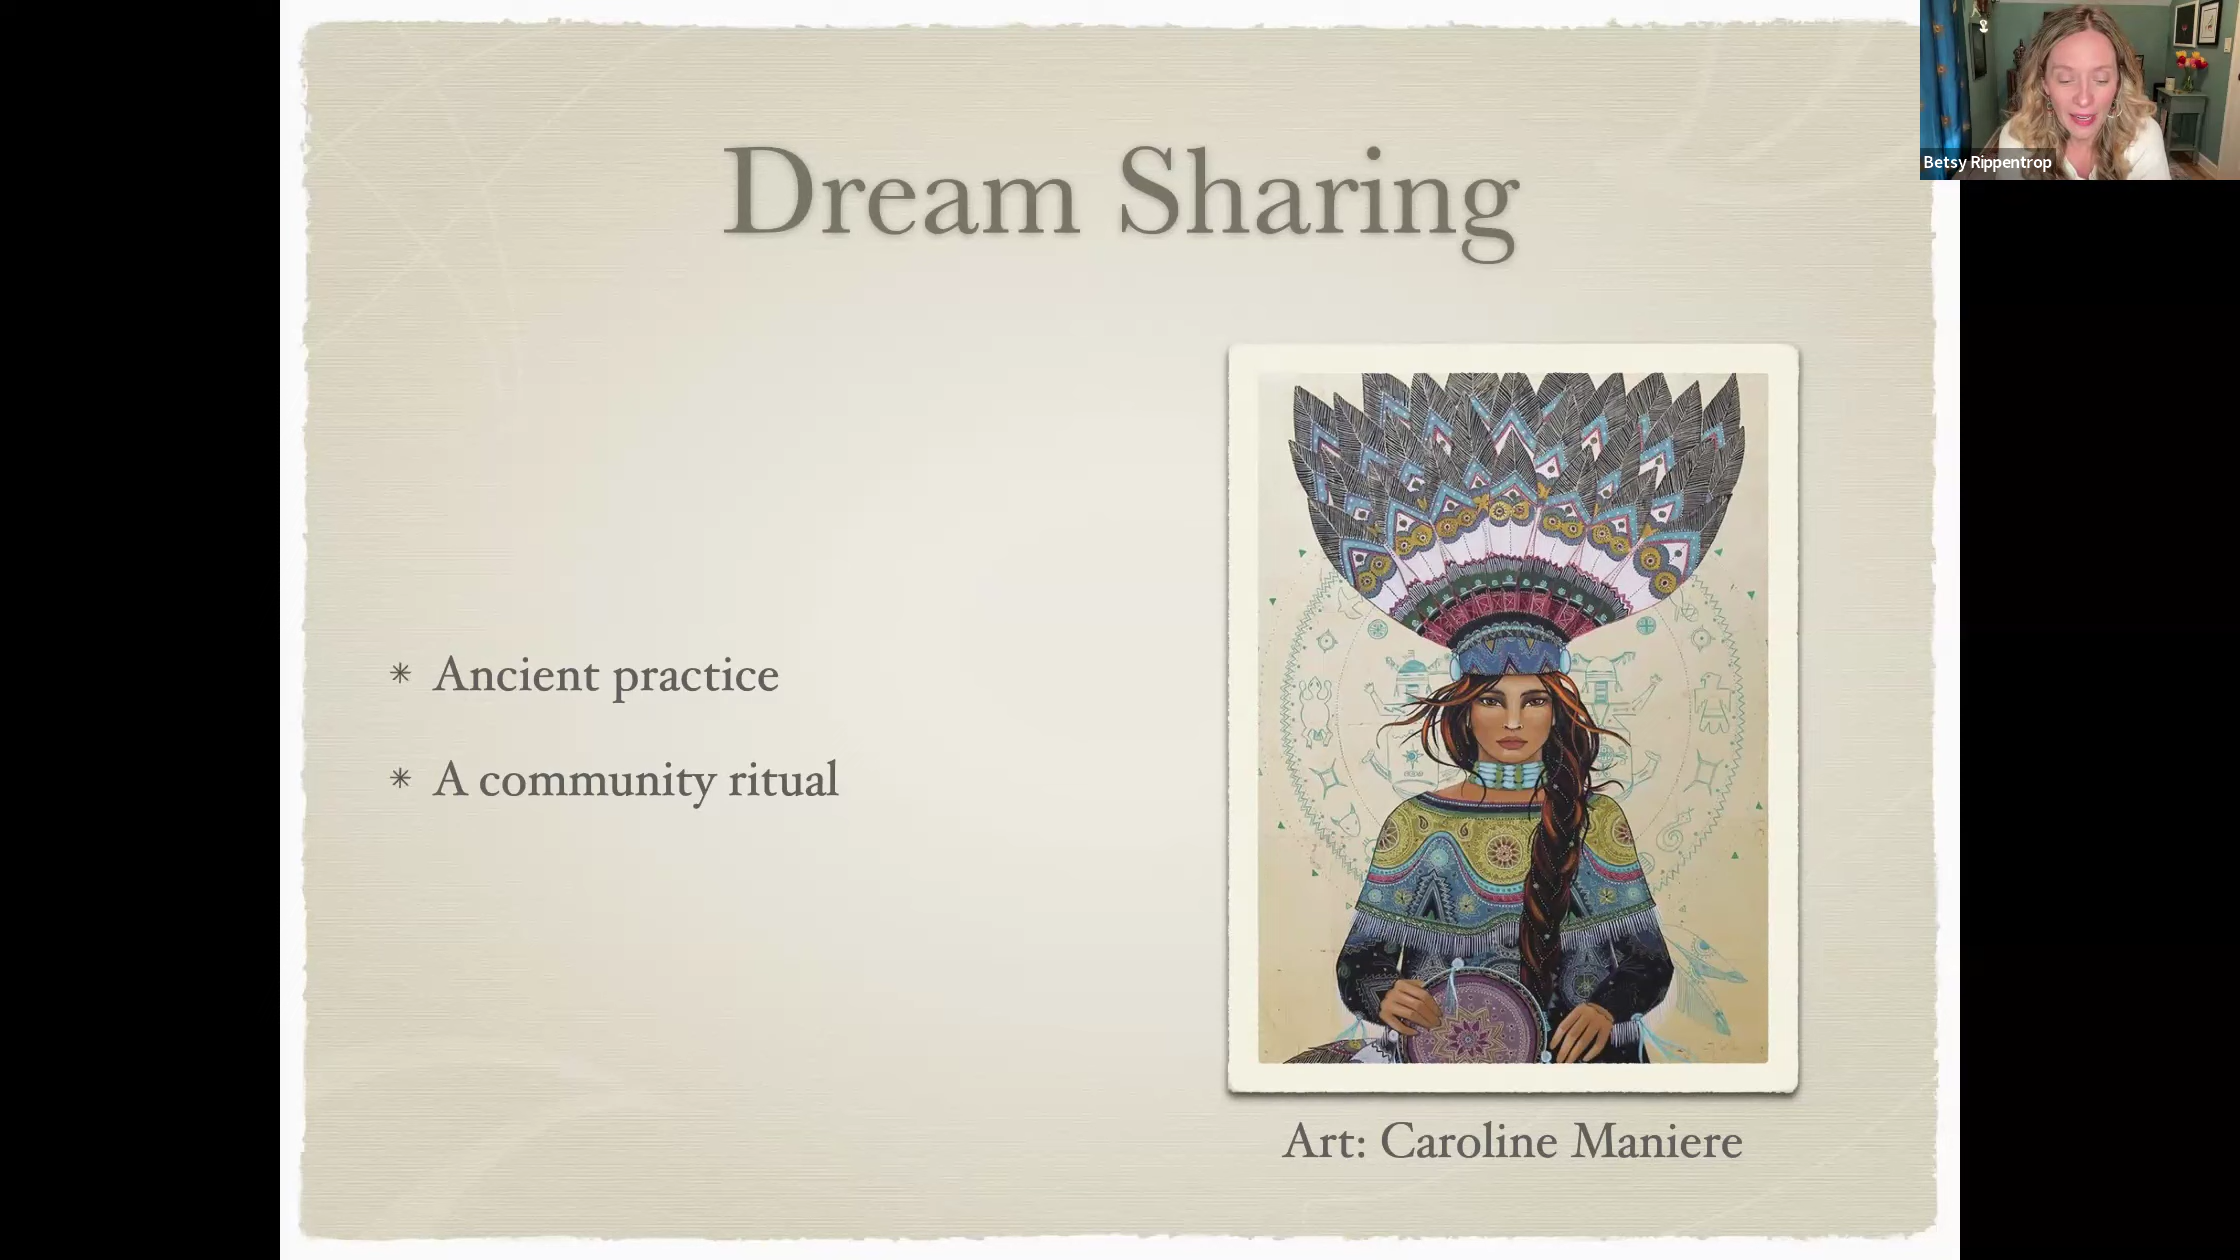 Dream Sharing
Betsy Rippentrop
Ancient practice
A community ritual
Art: Caroline Maniere